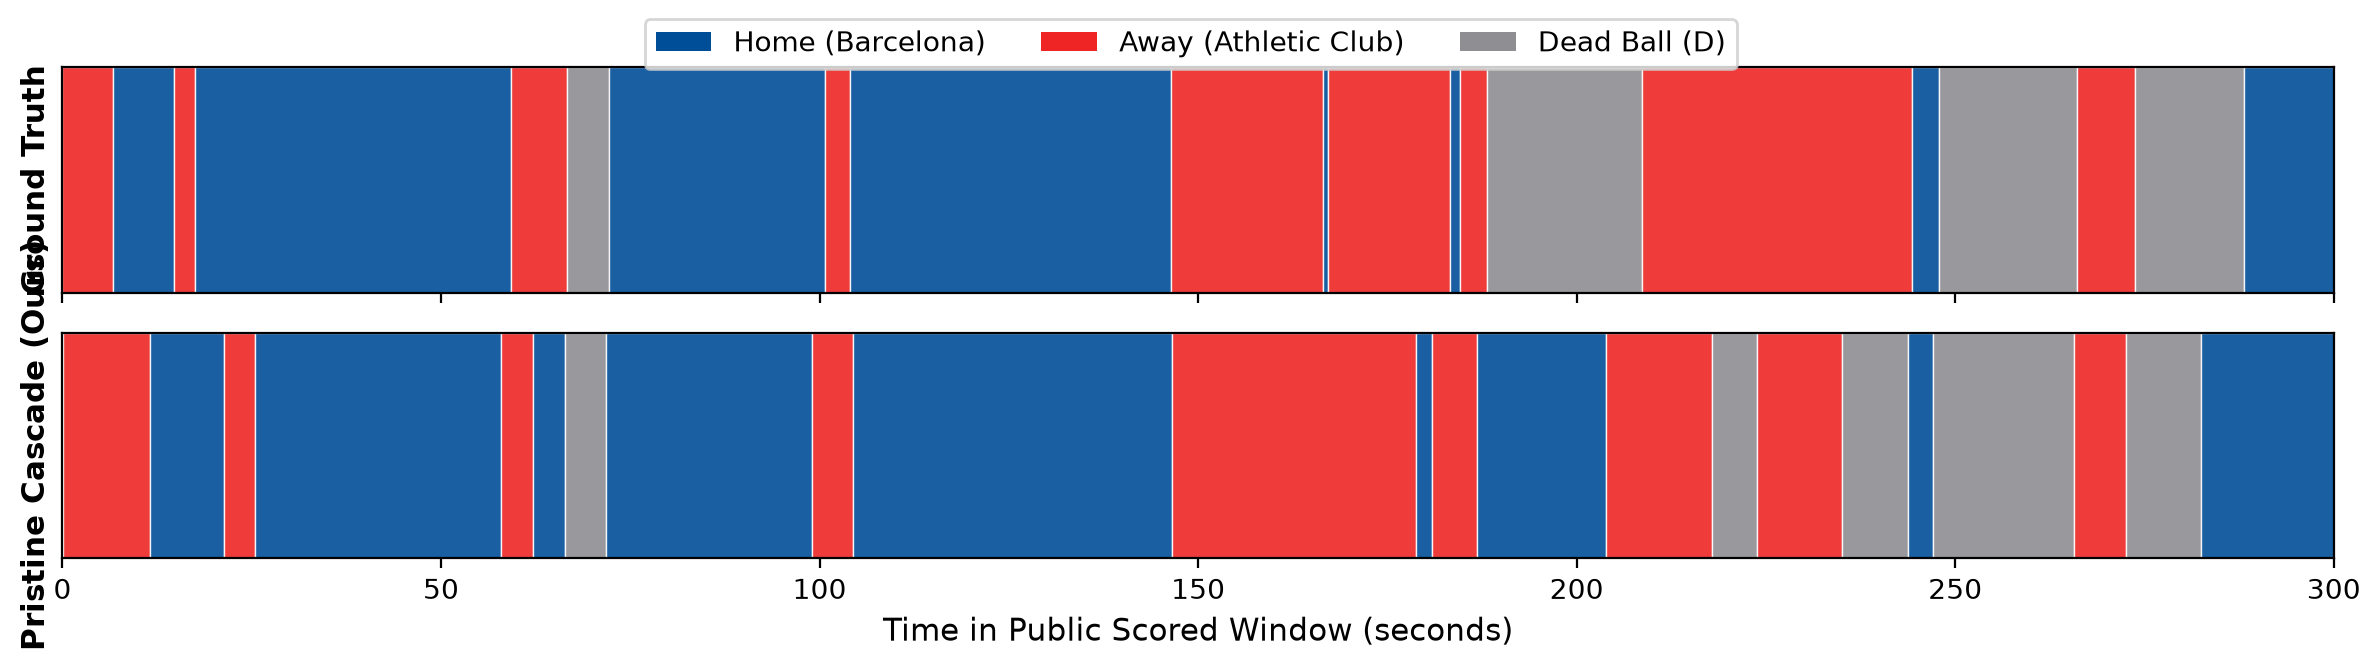 Home (Barcelona)
Away (Athletic Club)
Dead Ball (D)
Ground Truth
Pristine Cascade (Ours)
0
50
100
150
200
250
300
Time in Public Scored Window (seconds)